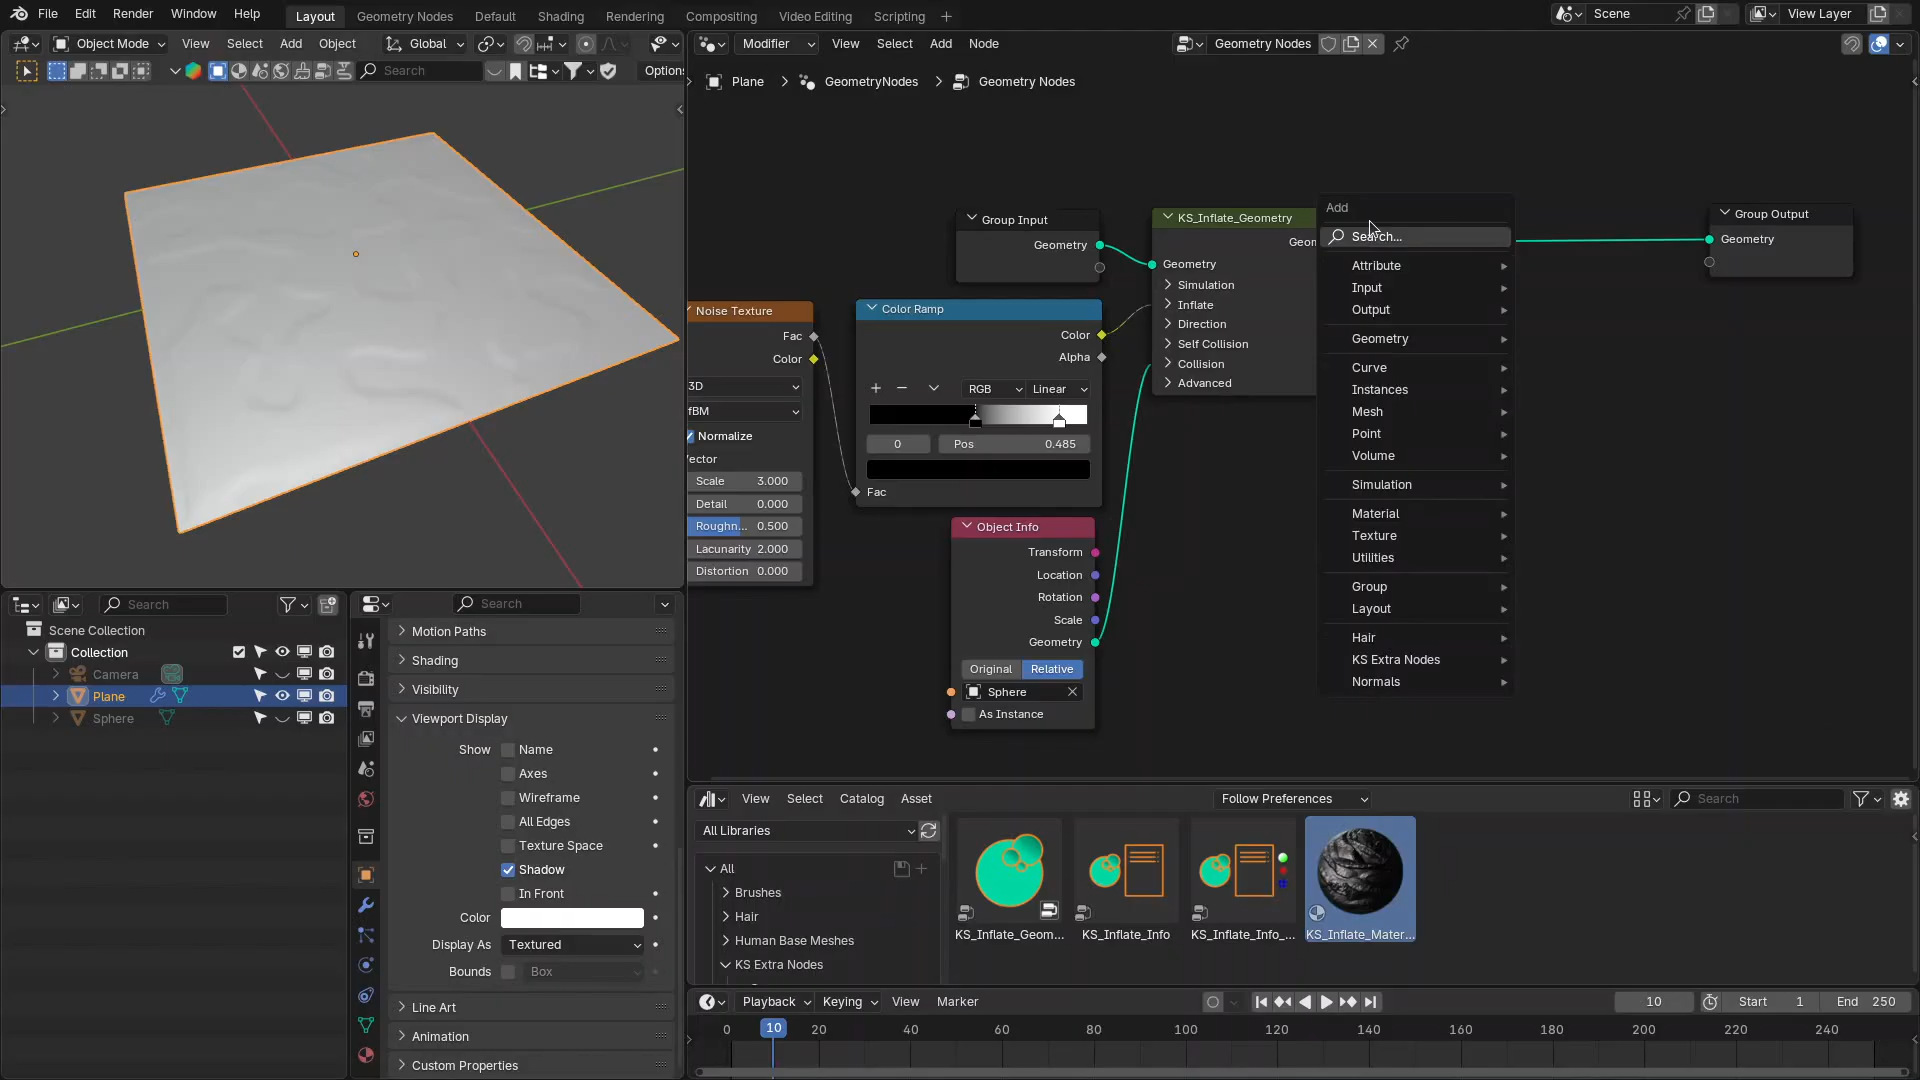 File Edit Render Window Help Layout Geometry Nodes Default Shading Rendering Compositing Video Editing Scripting + Scene View Layer
Object Mode View Select Add Object Global
Modifier View Select Add Node Geometry Nodes
Search Options
Plane > GeometryNodes > Geometry Nodes
Add
Search...
Attribute
Input
Output
Geometry
Curve
Instances
Mesh
Point
Volume
Simulation
Material
Texture
Utilities
Group
Layout
Hair
KS Extra Nodes
Normals
Group Input
Geometry
KS_Inflate_Geometry
Geom
Geometry
Simulation
Inflate
Direction
Self Collision
Collision
Advanced
Group Output
Geometry
Noise Texture
Fac
Color
3D
fBM
Normalize
ector
Scale 3.000
Detail 0.000
Roughn... 0.500
Lacunarity 2.000
Distortion 0.000
Color Ramp
Color
Alpha
RGB Linear
0 Pos 0.485
Fac
Object Info
Transform
Location
Rotation
Scale
Geometry
Original Relative
Sphere
As Instance
Search
Scene Collection
Collection
Camera
Plane
Sphere
Search
Motion Paths
Shading
Visibility
Viewport Display
Show Name
Axes
Wireframe
All Edges
Texture Space
Shadow
In Front
Color
Display As Textured
Bounds Box
Line Art
Animation
Custom Properties
View Select Catalog Asset Follow Preferences Search
All Libraries
All
Brushes
Hair
Human Base Meshes
KS Extra Nodes
KS_Inflate_Geom... KS_Inflate_Info KS_Inflate_Info_... KS_Inflate_Mater...
Playback Keying View Marker 10 Start 1 End 250
0 10 20 40 60 80 100 120 140 160 180 200 220 240